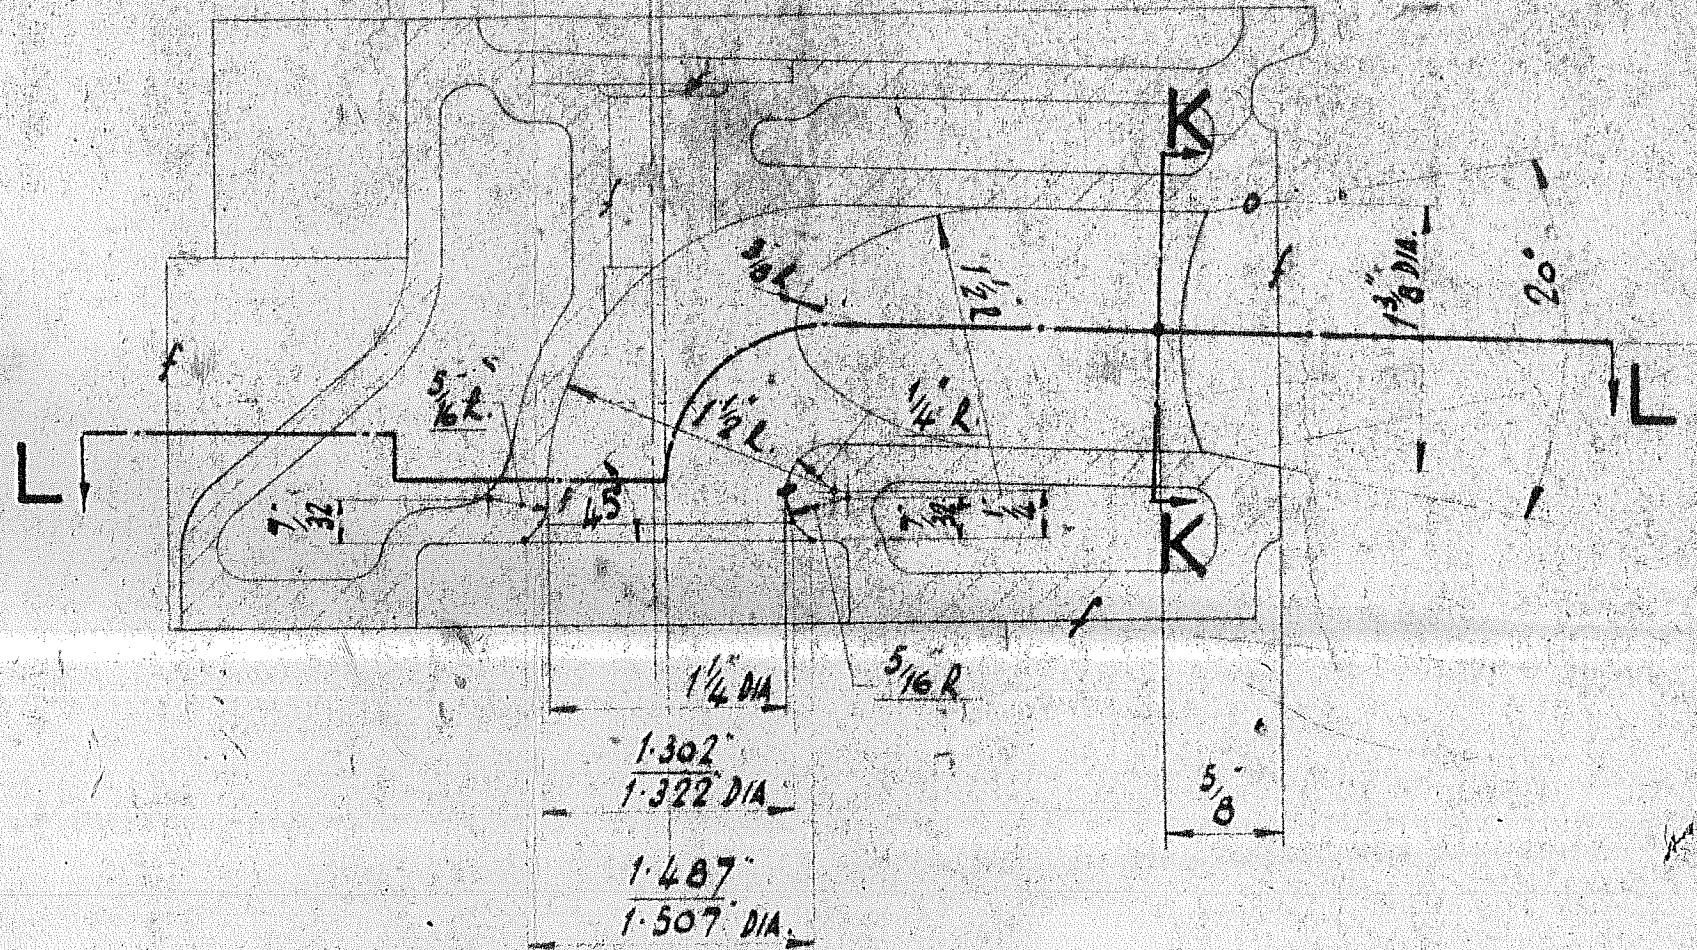 K
3/8 R
2 1/2"
1 3/8" DIA.
20°
5/16 R.
1 1/2" R.
1/4" R.
L
L
7/32"
45°
7/32"
1 1/4"
K
1 1/4" DIA
5/16 R
1.302"
1.322" DIA
5/8"
1.487"
1.507" DIA.